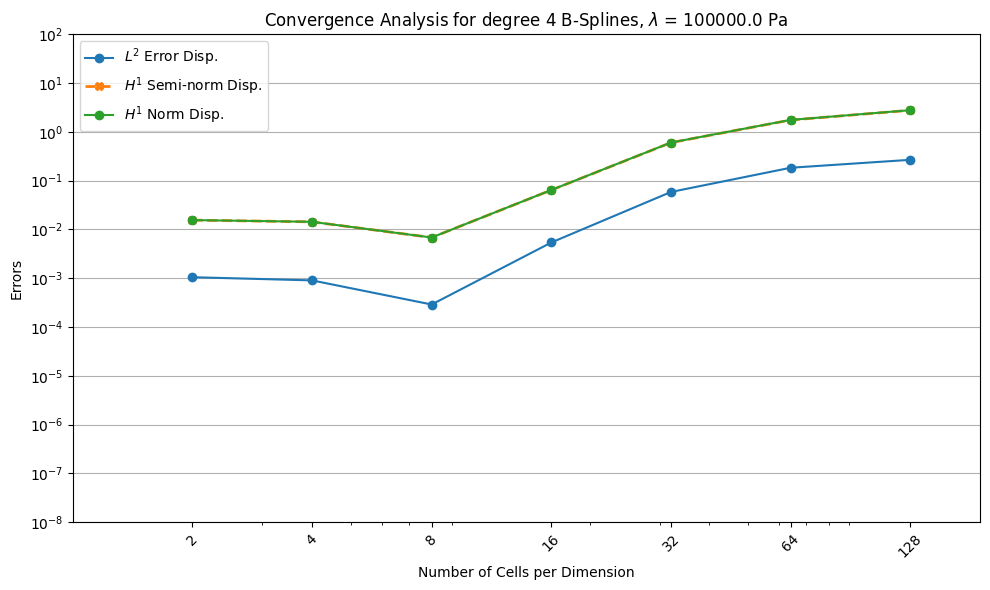 Convergence Analysis for degree 4 B-Splines, λ = 100000.0 Pa
L² Error Disp.
H¹ Semi-norm Disp.
H¹ Norm Disp.
Errors
10²
10¹
10⁰
10⁻¹
10⁻²
10⁻³
10⁻⁴
10⁻⁵
10⁻⁶
10⁻⁷
10⁻⁸
2 4 8 16 32 64 128
Number of Cells per Dimension